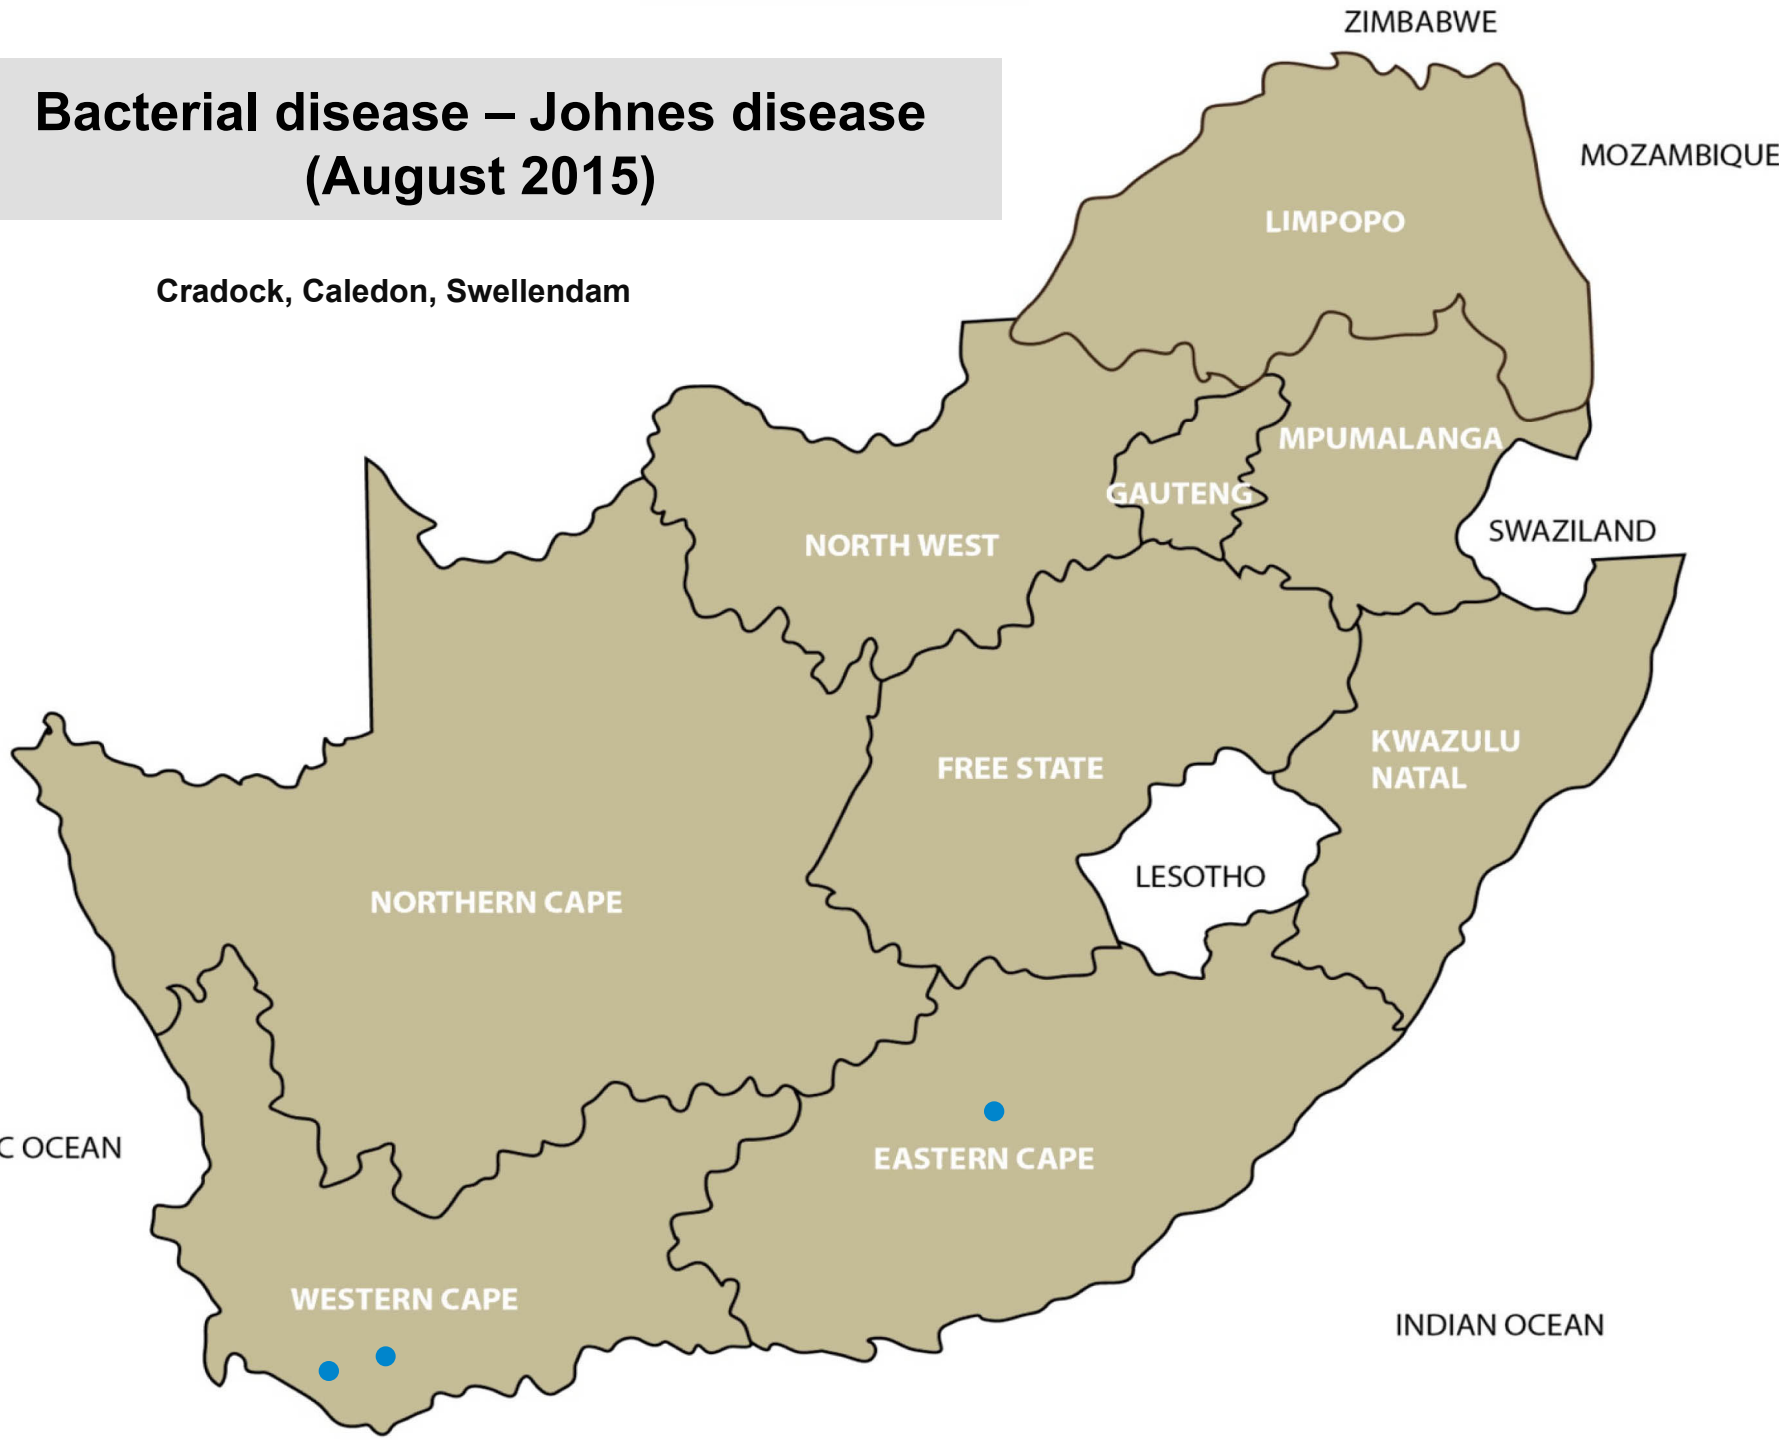 ZIMBABWE
Bacterial disease – Johnes disease
(August 2015)
MOZAMBIQUE
LIMPOPO
Cradock, Caledon, Swellendam
MPUMALANGA
GAUTENG
SWAZILAND
NORTH WEST
KWAZULU
NATAL
FREE STATE
LESOTHO
NORTHERN CAPE
C OCEAN
EASTERN CAPE
WESTERN CAPE
INDIAN OCEAN